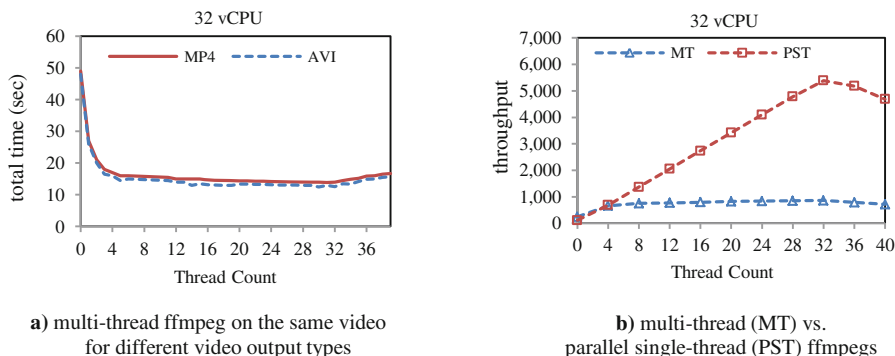 32 vCPU
60
50
40
30
20
10
0
total time (sec)
MP4 AVI
0 4 8 12 16 20 24 28 32 36
Thread Count
a) multi-thread ffmpeg on the same video
for different video output types
32 vCPU
7,000
6,000
5,000
4,000
3,000
2,000
1,000
0
throughput
MT PST
0 4 8 12 16 20 24 28 32 36 40
Thread Count
b) multi-thread (MT) vs.
parallel single-thread (PST) ffmpegs